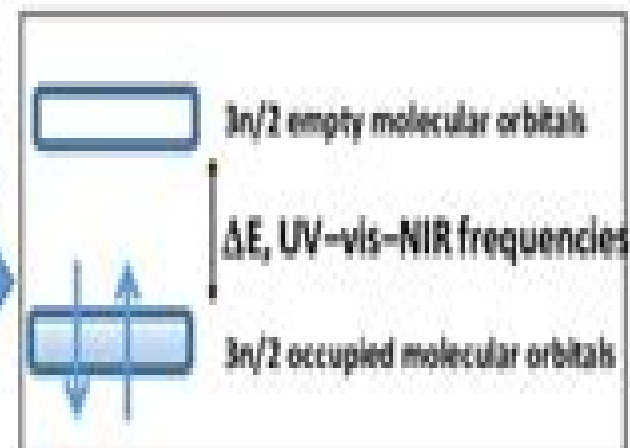 3n/2 empty molecular orbitals
ΔE, UV-vis-NIR frequencies
3n/2 occupied molecular orbitals